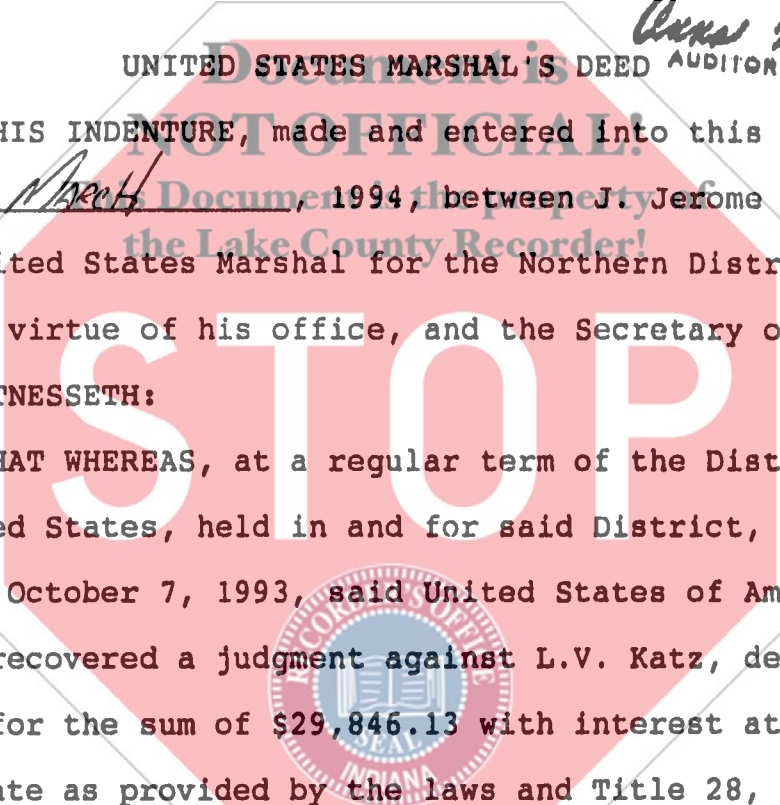 AUDITOR
UNITED STATES MARSHAL'S DEED
Document is
HIS INDENTURE, made and entered into this
NOT OFFICIAL!
MARCH, 1994, between J. Jerome
This Document is the property of
the Lake County Recorder!
ited States Marshal for the Northern Distr
virtue of his office, and the Secretary o
STOP
TNESSETH:
HAT WHEREAS, at a regular term of the Dist
ed States, held in and for said District,
October 7, 1993, said United States of Am
RECORDER'S OFFICE
recovered a judgment against L.V. Katz, de
for the sum of $29,846.13 with interest at
SEAL
INDIANA
ate as provided by the laws and Title 28,